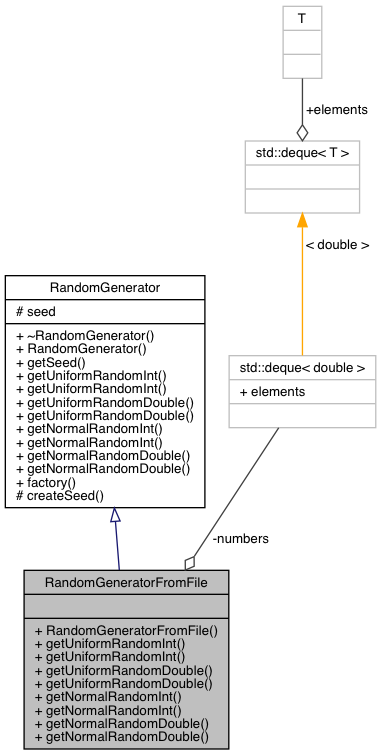 T
+elements
std::deque< T >
< double >
RandomGenerator
# seed
+ ~RandomGenerator()
+ RandomGenerator()
+ getSeed()
+ getUniformRandomInt()
+ getUniformRandomInt()
+ getUniformRandomDouble()
+ getUniformRandomDouble()
+ getNormalRandomInt()
+ getNormalRandomInt()
+ getNormalRandomDouble()
+ getNormalRandomDouble()
+ factory()
# createSeed()
std::deque< double >
+ elements
-numbers
RandomGeneratorFromFile
+ RandomGeneratorFromFile()
+ getUniformRandomInt()
+ getUniformRandomInt()
+ getUniformRandomDouble()
+ getUniformRandomDouble()
+ getNormalRandomInt()
+ getNormalRandomInt()
+ getNormalRandomDouble()
+ getNormalRandomDouble()